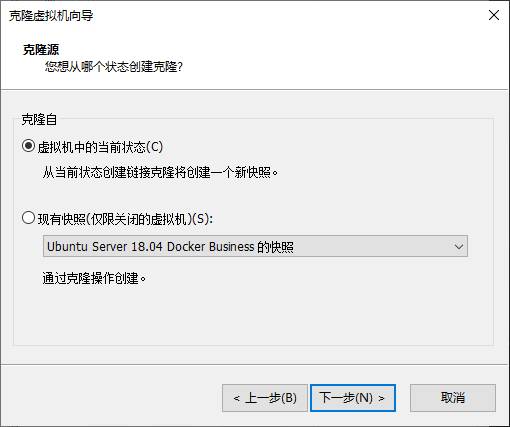 克隆虚拟机向导
克隆源
您想从哪个状态创建克隆?
克隆自
虚拟机中的当前状态(C)
从当前状态创建链接克隆将创建一个新快照。
现有快照(仅限关闭的虚拟机)(S):
Ubuntu Server 18.04 Docker Business 的快照
通过克隆操作创建。
< 上一步(B) 下一步(N) > 取消